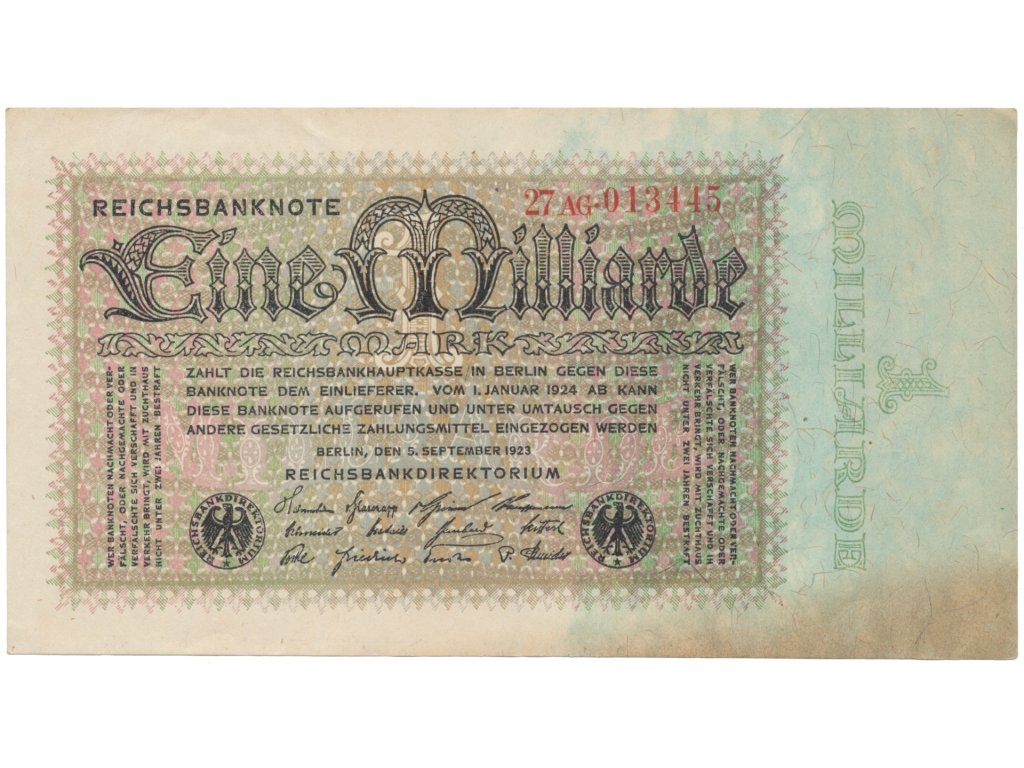 REICHSBANKNOTE
27 AG·013445
Eine Milliarde
MARK
ZAHLT DIE REICHSBANKHAUPTKASSE IN BERLIN GEGEN DIESE
BANKNOTE DEM EINLIEFERER. VOM 1. JANUAR 1924 AB KANN
DIESE BANKNOTE AUFGERUFEN UND UNTER UMTAUSCH GEGEN
ANDERE GESETZLICHE ZAHLUNGSMITTEL EINGEZOGEN WERDEN
BERLIN, DEN 5. SEPTEMBER 1923
REICHSBANKDIREKTORIUM
WER BANKNOTEN NACHMACHT ODER VER-
FÄLSCHT, ODER NACHGEMACHTE ODER
VERFÄLSCHTE SICH VERSCHAFFT UND IN
VERKEHR BRINGT, WIRD MIT ZUCHTHAUS
NICHT UNTER ZWEI JAHREN BESTRAFT
WER BANKNOTEN NACHMACHT ODER VER-
FÄLSCHT, ODER NACHGEMACHTE ODER
VERFÄLSCHTE SICH VERSCHAFFT UND IN
VERKEHR BRINGT, WIRD MIT ZUCHTHAUS
NICHT UNTER ZWEI JAHREN BESTRAFT
REICHSBANKDIREKTORIUM
REICHSBANKDIREKTORIUM
1
MILLIARDE